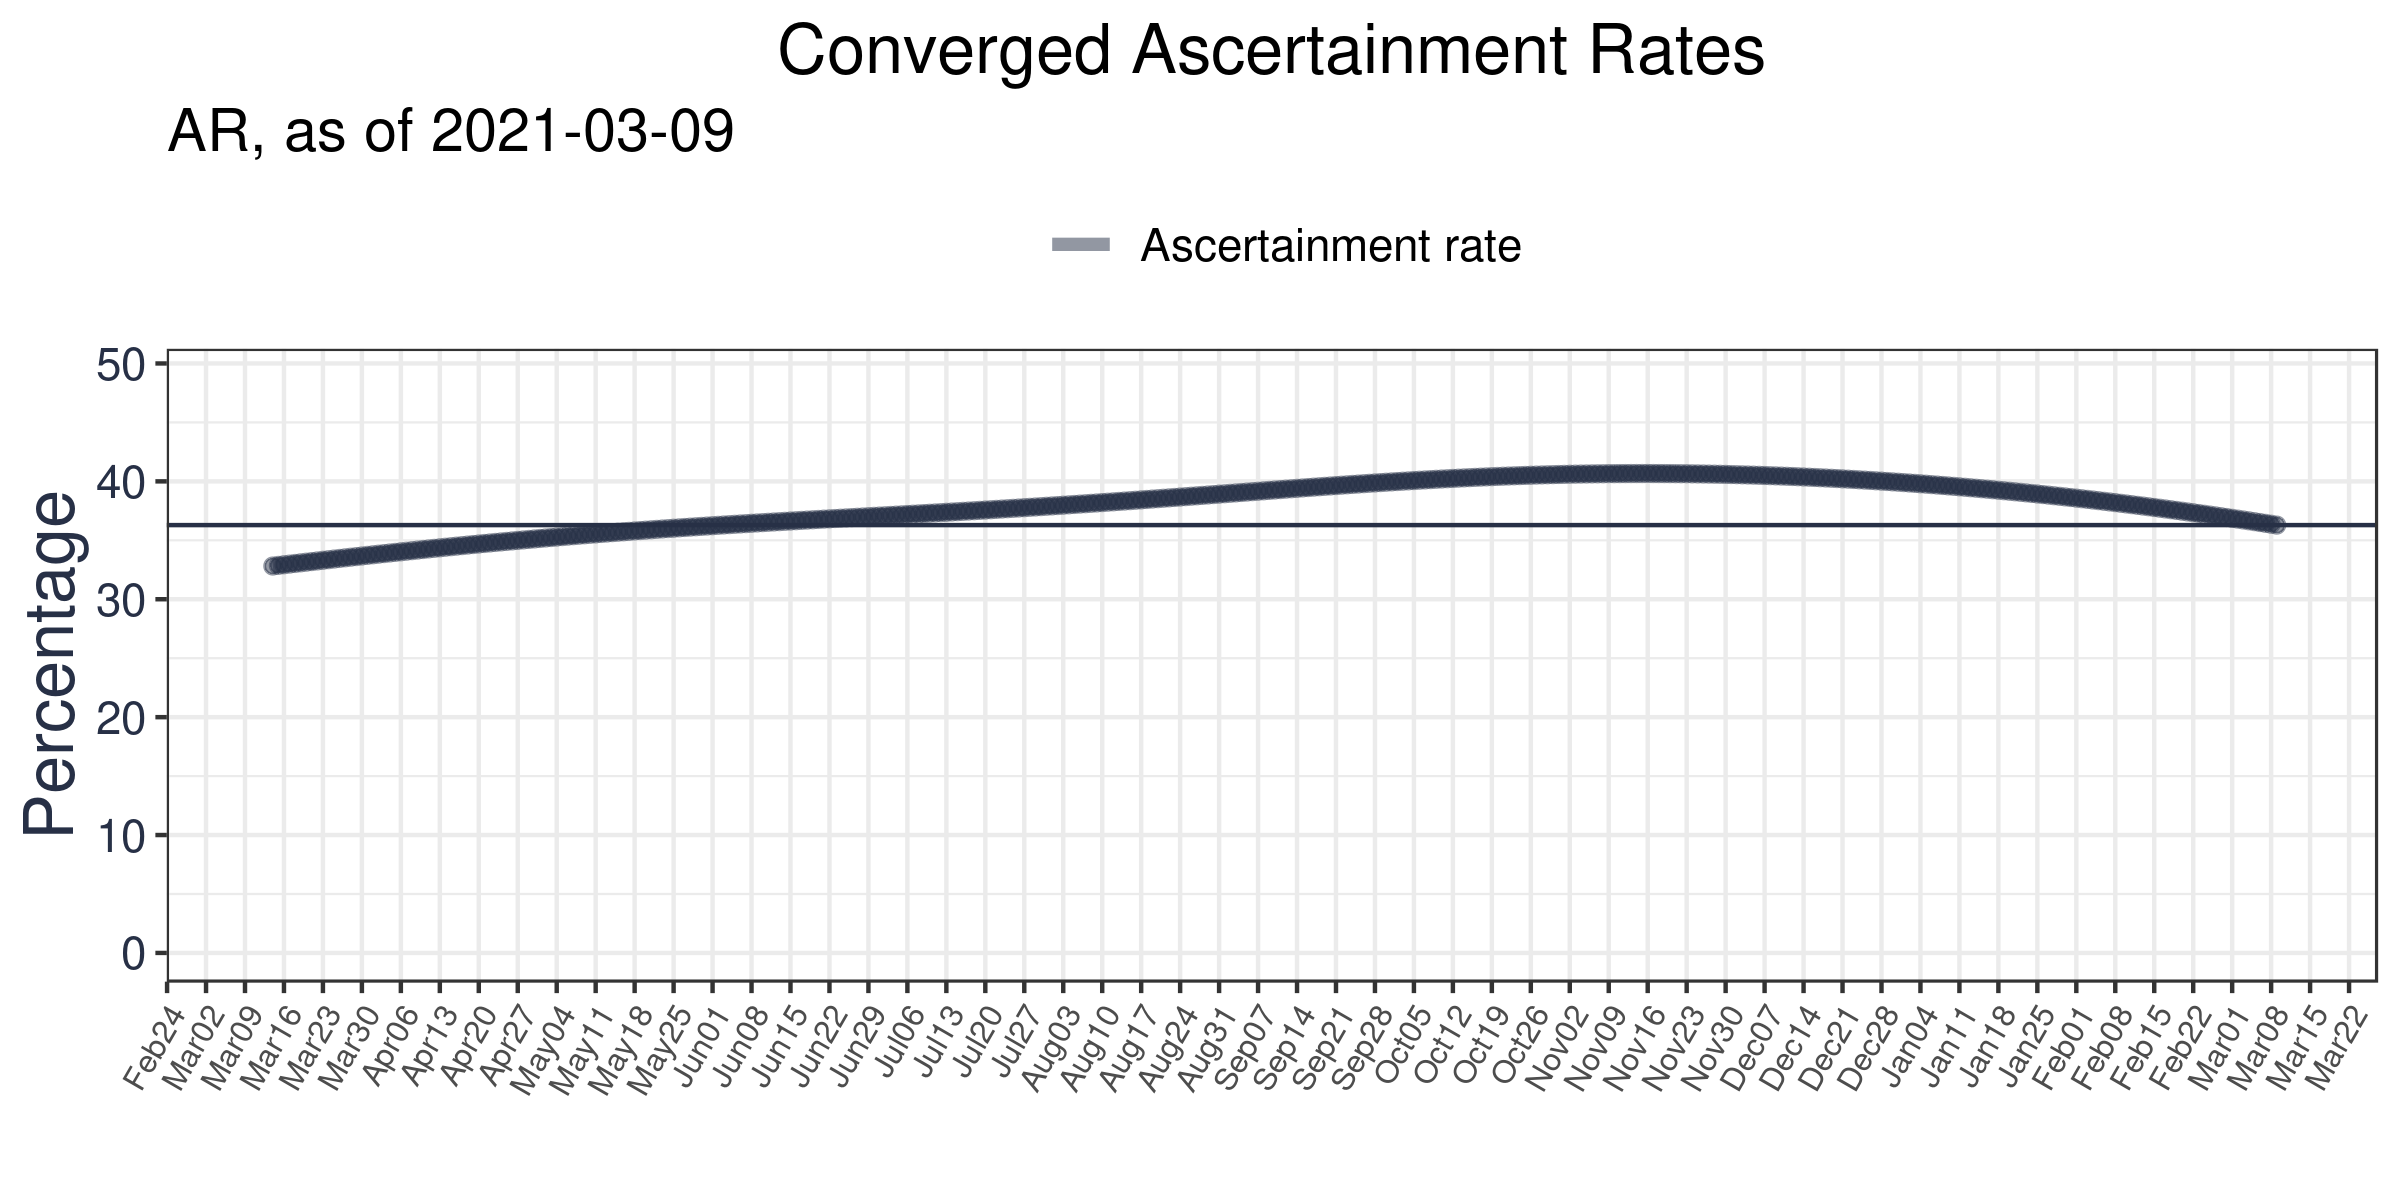 Converged Ascertainment Rates
AR, as of 2021-03-09
Ascertainment rate
Percentage
50
40
30
20
10
0
Feb24 Mar02 Mar09 Mar16 Mar23 Mar30 Apr06 Apr13 Apr20 Apr27 May04 May11 May18 May25 Jun01 Jun08 Jun15 Jun22 Jun29 Jul06 Jul13 Jul20 Jul27 Aug03 Aug10 Aug17 Aug24 Aug31 Sep07 Sep14 Sep21 Sep28 Oct05 Oct12 Oct19 Oct26 Nov02 Nov09 Nov16 Nov23 Nov30 Dec07 Dec14 Dec21 Dec28 Jan04 Jan11 Jan18 Jan25 Feb01 Feb08 Feb15 Feb22 Mar01 Mar08 Mar15 Mar22